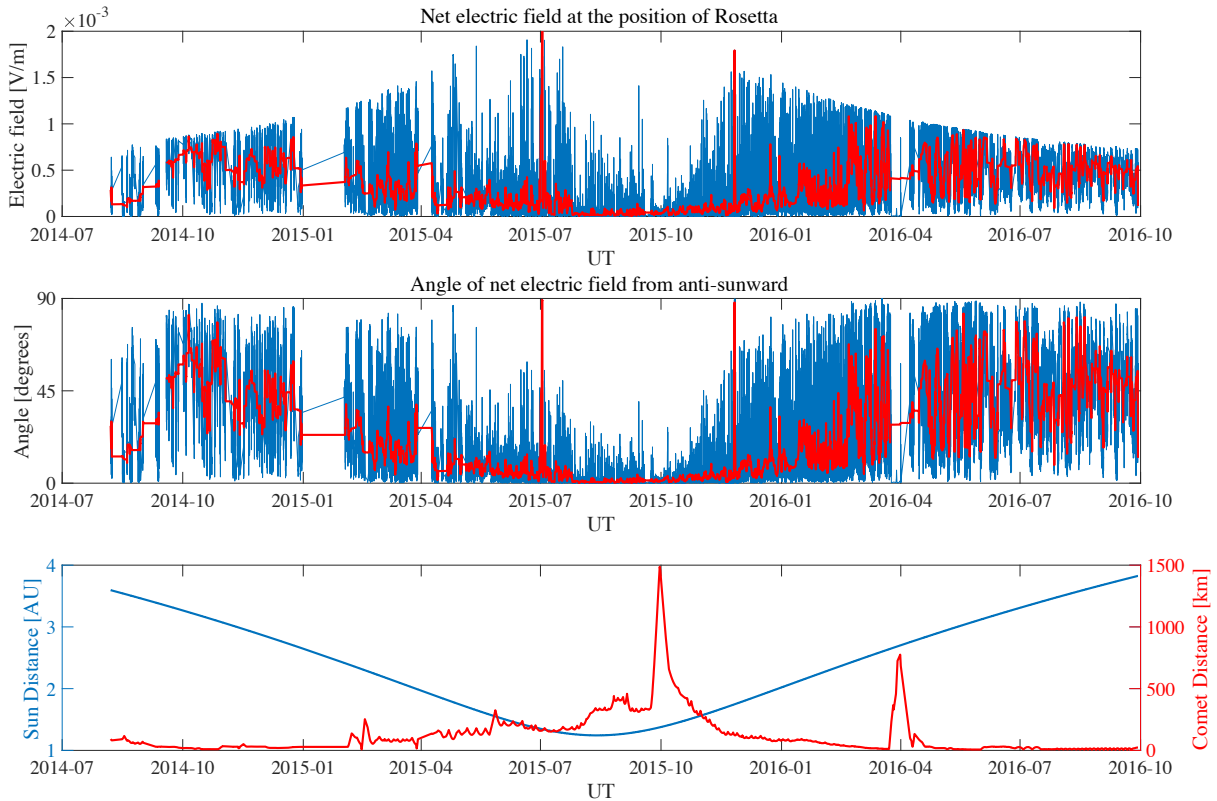 ×10⁻³
Net electric field at the position of Rosetta
2
1.5
1
0.5
0
Electric field [V/m]
2014-07 2014-10 2015-01 2015-04 2015-07 2015-10 2016-01 2016-04 2016-07 2016-10
UT
Angle of net electric field from anti-sunward
90
45
0
Angle [degrees]
2014-07 2014-10 2015-01 2015-04 2015-07 2015-10 2016-01 2016-04 2016-07 2016-10
UT
4
3
2
1
Sun Distance [AU]
1500
1000
500
0
Comet Distance [km]
2014-07 2014-10 2015-01 2015-04 2015-07 2015-10 2016-01 2016-04 2016-07 2016-10
UT